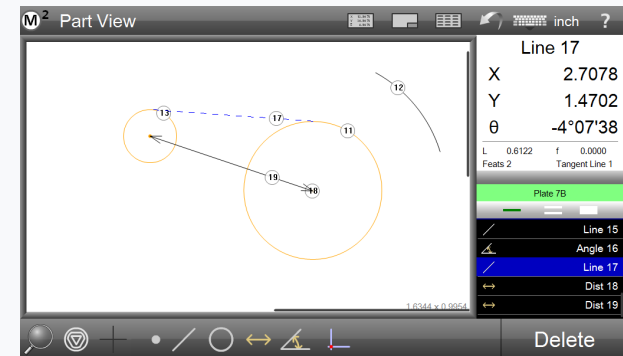 M² Part View inch ?
Line 17
X 2.7078
Y 1.4702
θ -4°07'38
L 0.6122 f 0.0000
Feats 2 Tangent Line 1
Plate 7B
Line 15
Angle 16
Line 17
Dist 18
Dist 19
12
13
17
11
19
18
1.6344 x 0.9954
Delete